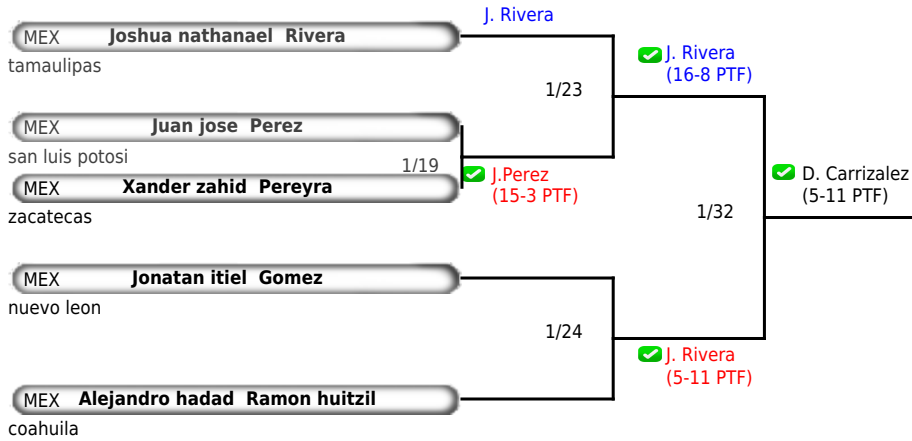 J. Rivera
MEX Joshua nathanael Rivera
tamaulipas
J. Rivera
(16-8 PTF)
1/23
MEX Juan jose Perez
san luis potosi
1/19
J.Perez
(15-3 PTF)
MEX Xander zahid Pereyra
zacatecas
D. Carrizalez
(5-11 PTF)
1/32
MEX Jonatan itiel Gomez
nuevo leon
1/24
J. Rivera
(5-11 PTF)
MEX Alejandro hadad Ramon huitzil
coahuila